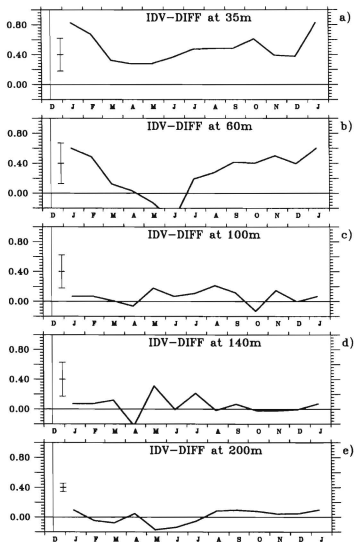 IDV-DIFF at 35m a)
0.80
0.40
0.00
D J F M A M J J A S O N D J
IDV-DIFF at 60m b)
0.80
0.40
0.00
D J F M A M J J A S O N D J
IDV-DIFF at 100m c)
0.80
0.40
0.00
D J F M A M J J A S O N D J
IDV-DIFF at 140m d)
0.80
0.40
0.00
D J F M A M J J A S O N D J
IDV-DIFF at 200m e)
0.80
0.40
0.00
D J F M A M J J A S O N D J